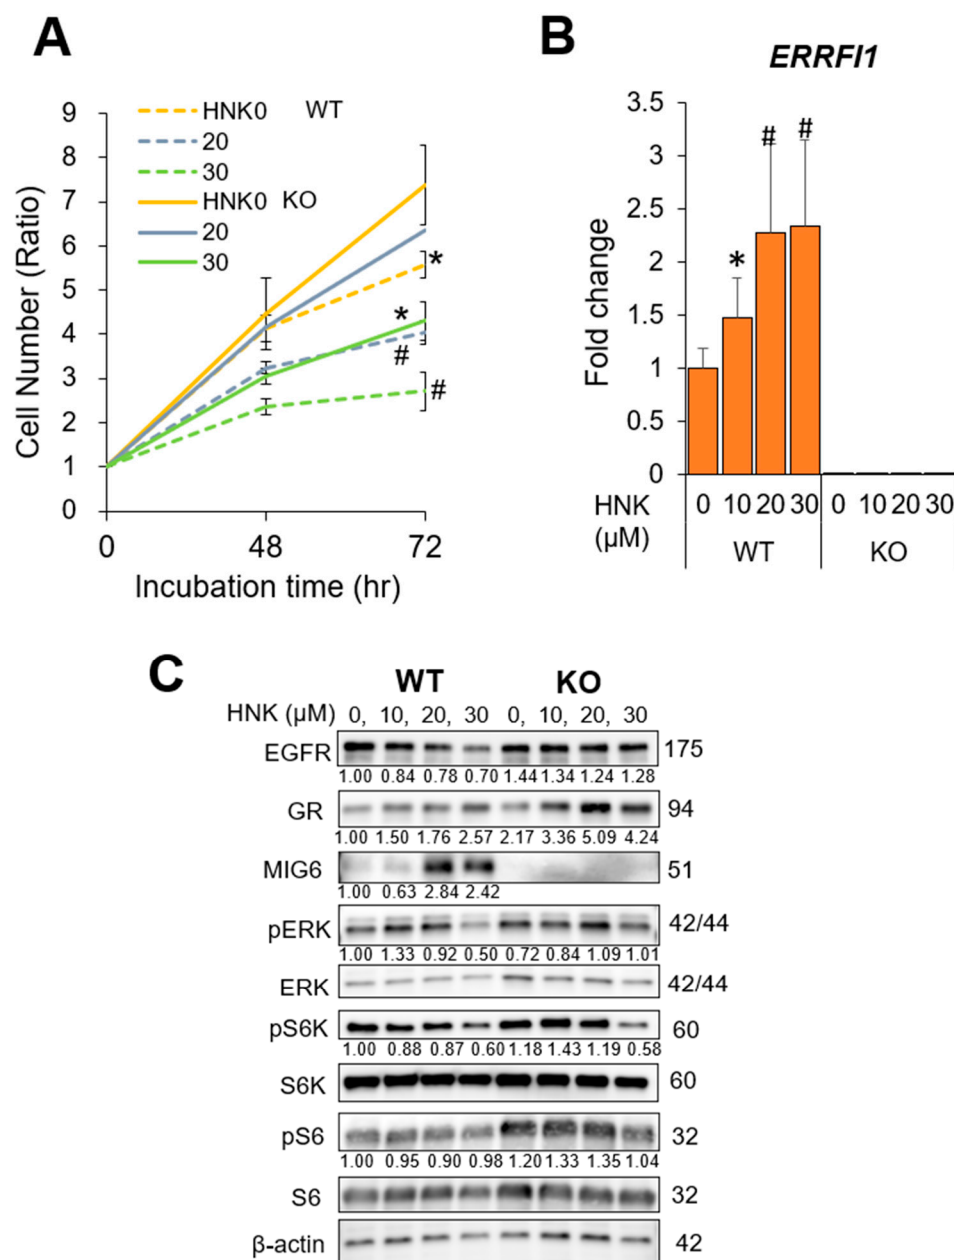 A
9
8
7
6
5
4
3
2
1
0
Cell Number (Ratio)
HNK0 WT
20
30
HNK0 KO
20
30
*
*
#
#
0 48 72
Incubation time (hr)
B
ERRFI1
3.5
3
2.5
2
1.5
1
0.5
0
Fold change
* # #
HNK 0 10 20 30 0 10 20 30
(µM) WT KO
C
WT KO
HNK (µM) 0, 10, 20, 30 0, 10, 20, 30
EGFR 175
1.00 0.84 0.78 0.70 1.44 1.34 1.24 1.28
GR 94
1.00 1.50 1.76 2.57 2.17 3.36 5.09 4.24
MIG6 51
1.00 0.63 2.84 2.42
pERK 42/44
1.00 1.33 0.92 0.50 0.72 0.84 1.09 1.01
ERK 42/44
pS6K 60
1.00 0.88 0.87 0.60 1.18 1.43 1.19 0.58
S6K 60
pS6 32
1.00 0.95 0.90 0.98 1.20 1.33 1.35 1.04
S6 32
β-actin 42